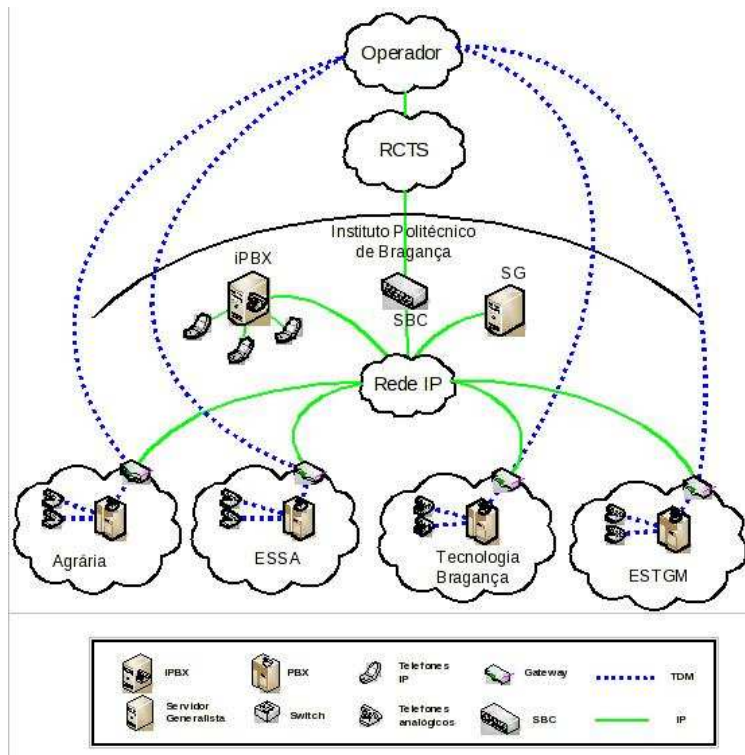 Operador
RCTS
Instituto Politécnico
de Bragança
iPBX
SG
SBC
Rede IP
Agrária
ESSA
Tecnologia
Bragança
ESTGM
iPBX
PBX
Telefones
IP
Gateway
TDM
Servidor
Generalista
Switch
Telefones
analógicos
SBC
IP